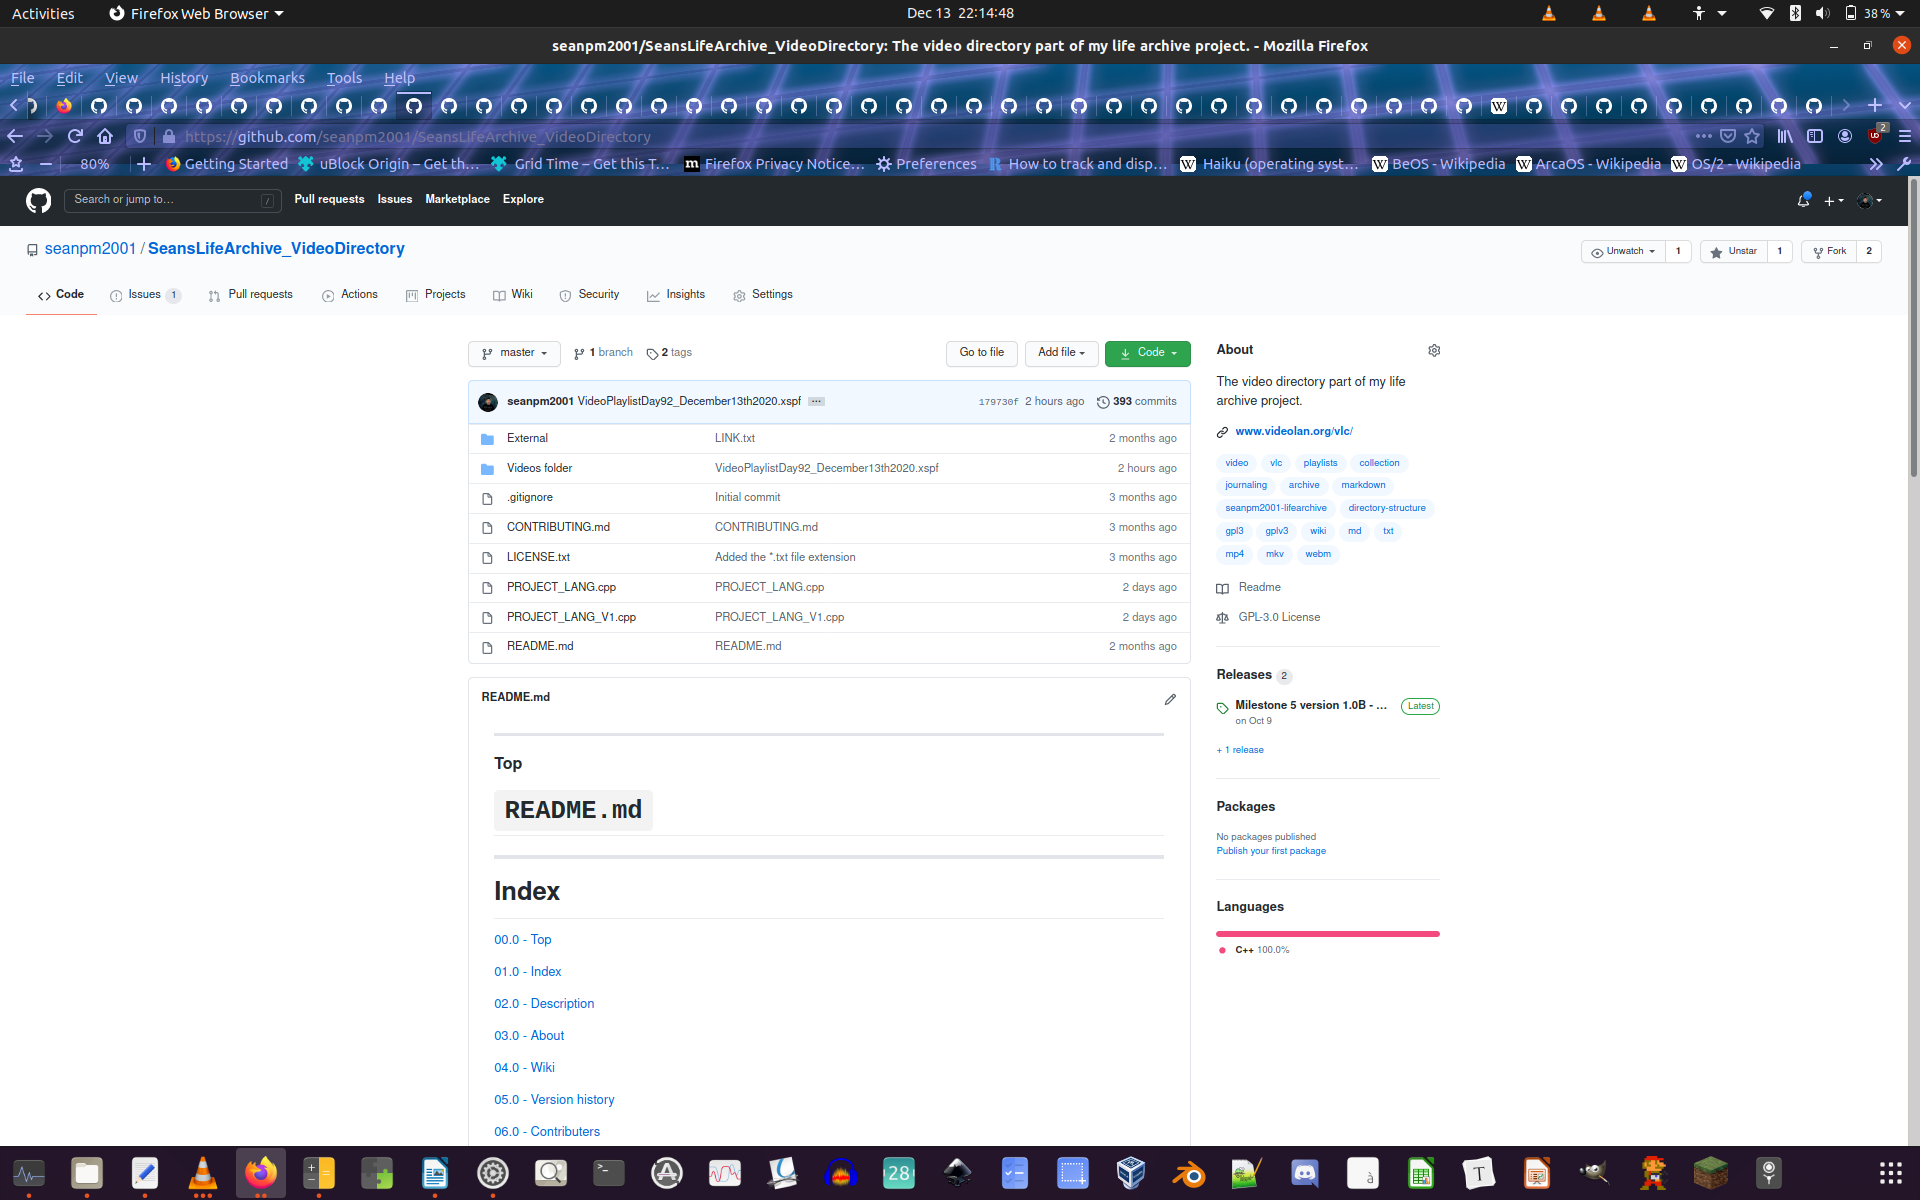 Activities Firefox Web Browser Dec 13 22:14:48 38 %
seanpm2001/SeansLifeArchive_VideoDirectory: The video directory part of my life archive project. - Mozilla Firefox
File Edit View History Bookmarks Tools Help
https://github.com/seanpm2001/SeansLifeArchive_VideoDirectory 2
80% Getting Started uBlock Origin – Get th… Grid Time – Get this T… Firefox Privacy Notice… Preferences How to track and disp… Haiku (operating syst… BeOS - Wikipedia ArcaOS - Wikipedia OS/2 - Wikipedia
Search or jump to… / Pull requests Issues Marketplace Explore
seanpm2001 / SeansLifeArchive_VideoDirectory Unwatch 1 Unstar 1 Fork 2
Code Issues 1 Pull requests Actions Projects Wiki Security Insights Settings
master 1 branch 2 tags Go to file Add file Code
seanpm2001 VideoPlaylistDay92_December13th2020.xspf ... 179730f 2 hours ago 393 commits
External LINK.txt 2 months ago
Videos folder VideoPlaylistDay92_December13th2020.xspf 2 hours ago
.gitignore Initial commit 3 months ago
CONTRIBUTING.md CONTRIBUTING.md 3 months ago
LICENSE.txt Added the *.txt file extension 3 months ago
PROJECT_LANG.cpp PROJECT_LANG.cpp 2 days ago
PROJECT_LANG_V1.cpp PROJECT_LANG_V1.cpp 2 days ago
README.md README.md 2 months ago
README.md
Top
README.md
Index
00.0 - Top
01.0 - Index
02.0 - Description
03.0 - About
04.0 - Wiki
05.0 - Version history
06.0 - Contributers
About
The video directory part of my life
archive project.
www.videolan.org/vlc/
video vlc playlists collection
journaling archive markdown
seanpm2001-lifearchive directory-structure
gpl3 gplv3 wiki md txt
mp4 mkv webm
Readme
GPL-3.0 License
Releases 2
Milestone 5 version 1.0B - ... Latest
on Oct 9
+ 1 release
Packages
No packages published
Publish your first package
Languages
C++ 100.0%
28